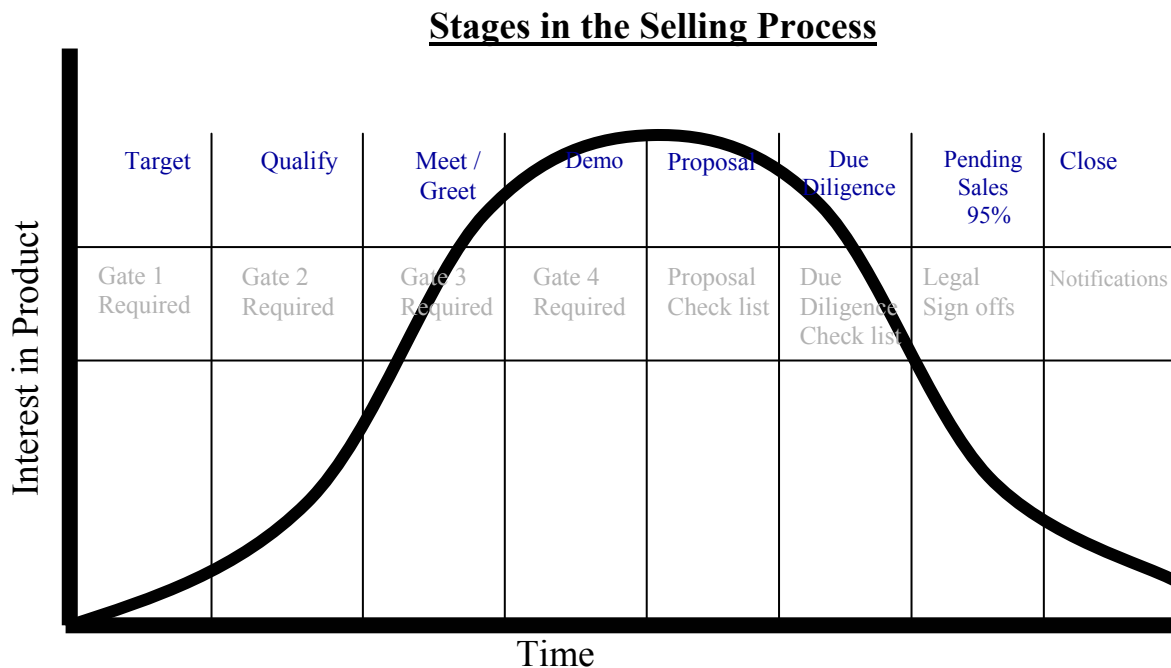 Stages in the Selling Process
Interest in Product
Target
Qualify
Meet /
Greet
Demo
Proposal
Due
Diligence
Pending
Sales
95%
Close
Gate 1
Required
Gate 2
Required
Gate 3
Required
Gate 4
Required
Proposal
Check list
Due
Diligence
Check list
Legal
Sign offs
Notifications
Time